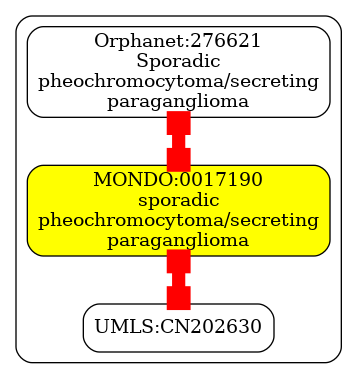 Orphanet:276621
Sporadic
pheochromocytoma/secreting
paraganglioma
MONDO:0017190
sporadic
pheochromocytoma/secreting
paraganglioma
UMLS:CN202630